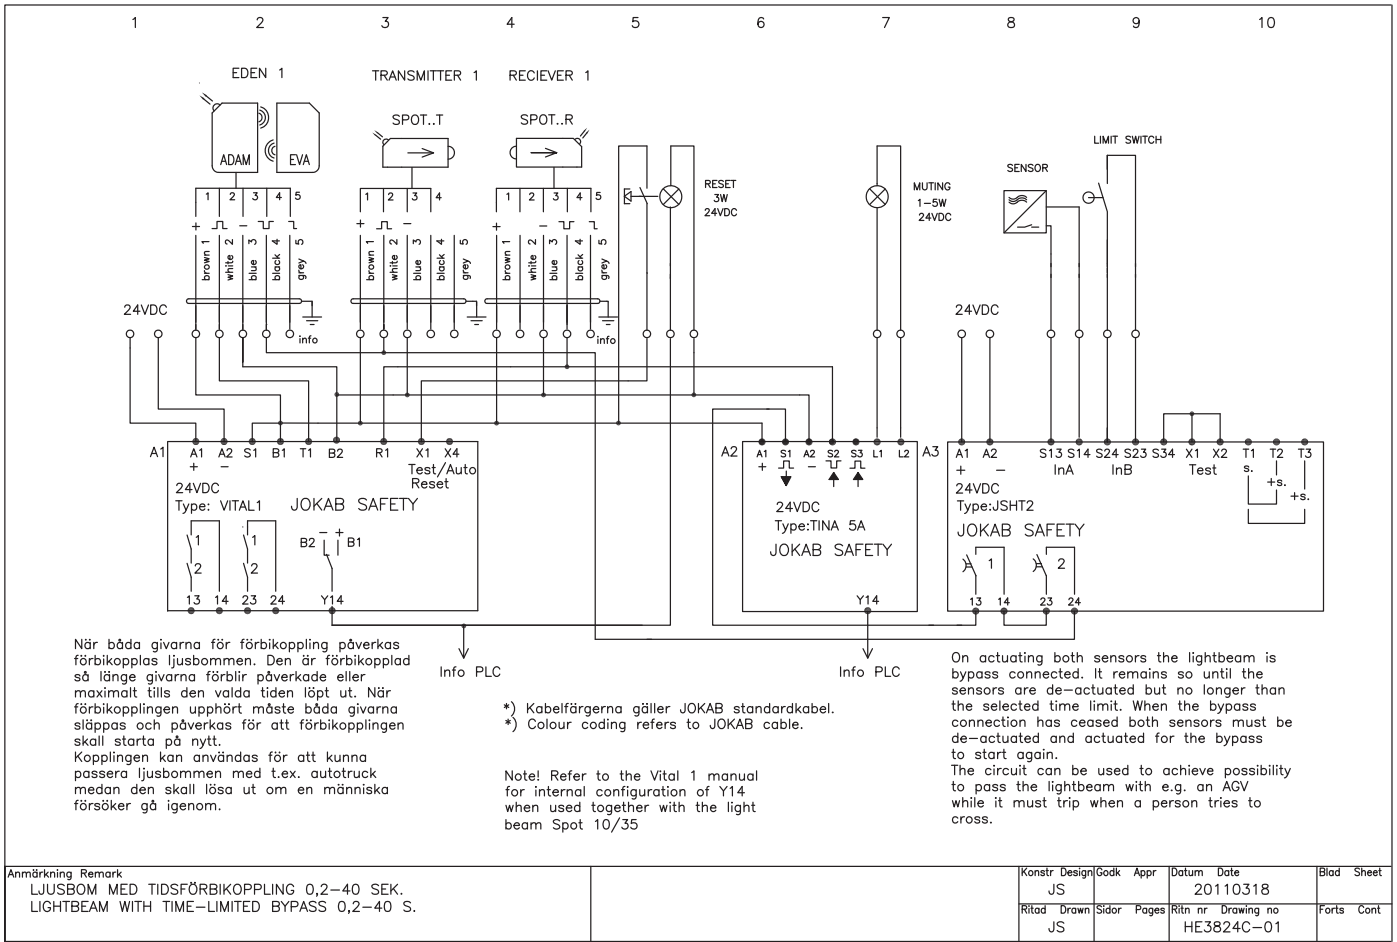 1 2 3 4 5 6 7 8 9 10
EDEN 1
TRANSMITTER 1
RECIEVER 1
SPOT..T
SPOT..R
ADAM
EVA
LIMIT SWITCH
SENSOR
RESET
3W
24VDC
MUTING
1-5W
24VDC
1 2 3 4 5
1 2 3 4
1 2 3 4 5
+ -
+ -
+ -
brown 1
white 2
blue 3
black 4
grey 5
brown 1
white 2
blue 3
black 4
grey 5
brown 1
white 2
blue 3
black 4
grey 5
24VDC
info
info
24VDC
A1
A1 A2 S1 B1 T1 B2 R1 X1 X4
+ -
Test/Auto
Reset
24VDC
Type: VITAL1
JOKAB SAFETY
1
2
1
2
- +
B2 B1
13 14 23 24 Y14
A2
A1 S1 A2 S2 S3 L1 L2
+ -
24VDC
Type:TINA 5A
JOKAB SAFETY
Y14
A3
A1 A2 S13 S14 S24 S23 S34 X1 X2 T1 T2 T3
+ - InA InB Test s. +s. +s.
24VDC
Type:JSHT2
JOKAB SAFETY
1 2
13 14 23 24
Info PLC
Info PLC
När båda givarna för förbikoppling påverkas
förbikopplas ljusbommen. Den är förbikopplad
så länge givarna förblir påverkade eller
maximalt tills den valda tiden löpt ut. När
förbikopplingen upphört måste båda givarna
släppas och påverkas för att förbikopplingen
skall starta på nytt.
Kopplingen kan användas för att kunna
passera ljusbommen med t.ex. autotruck
medan den skall lösa ut om en människa
försöker gå igenom.
*) Kabelfärgerna gäller JOKAB standardkabel.
*) Colour coding refers to JOKAB cable.
Note! Refer to the Vital 1 manual
for internal configuration of Y14
when used together with the light
beam Spot 10/35
On actuating both sensors the lightbeam is
bypass connected. It remains so until the
sensors are de-actuated but no longer than
the selected time limit. When the bypass
connection has ceased both sensors must be
de-actuated and actuated for the bypass
to start again.
The circuit can be used to achieve possibility
to pass the lightbeam with e.g. an AGV
while it must trip when a person tries to
cross.
Anmärkning Remark
LJUSBOM MED TIDSFÖRBIKOPPLING 0,2-40 SEK.
LIGHTBEAM WITH TIME-LIMITED BYPASS 0,2-40 S.
Konstr Design Godk Appr Datum Date Blad Sheet
JS 20110318
Ritad Drawn Sidor Pages Ritn nr Drawing no Forts Cont
JS HE3824C-01